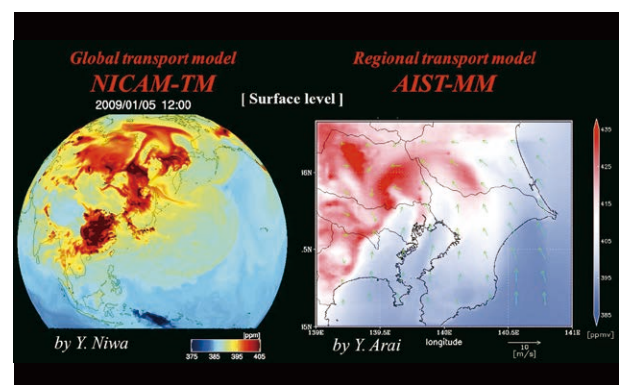 Global transport model
NICAM-TM
2009/01/05 12:00
[ Surface level ]
Regional transport model
AIST-MM
[ppm]
375 385 395 405
by Y. Niwa
435
425
415
405
395
385
[ppmv]
139E 139.5E 140E 140.5E 141E
longitude
10
[m/s]
by Y. Arai